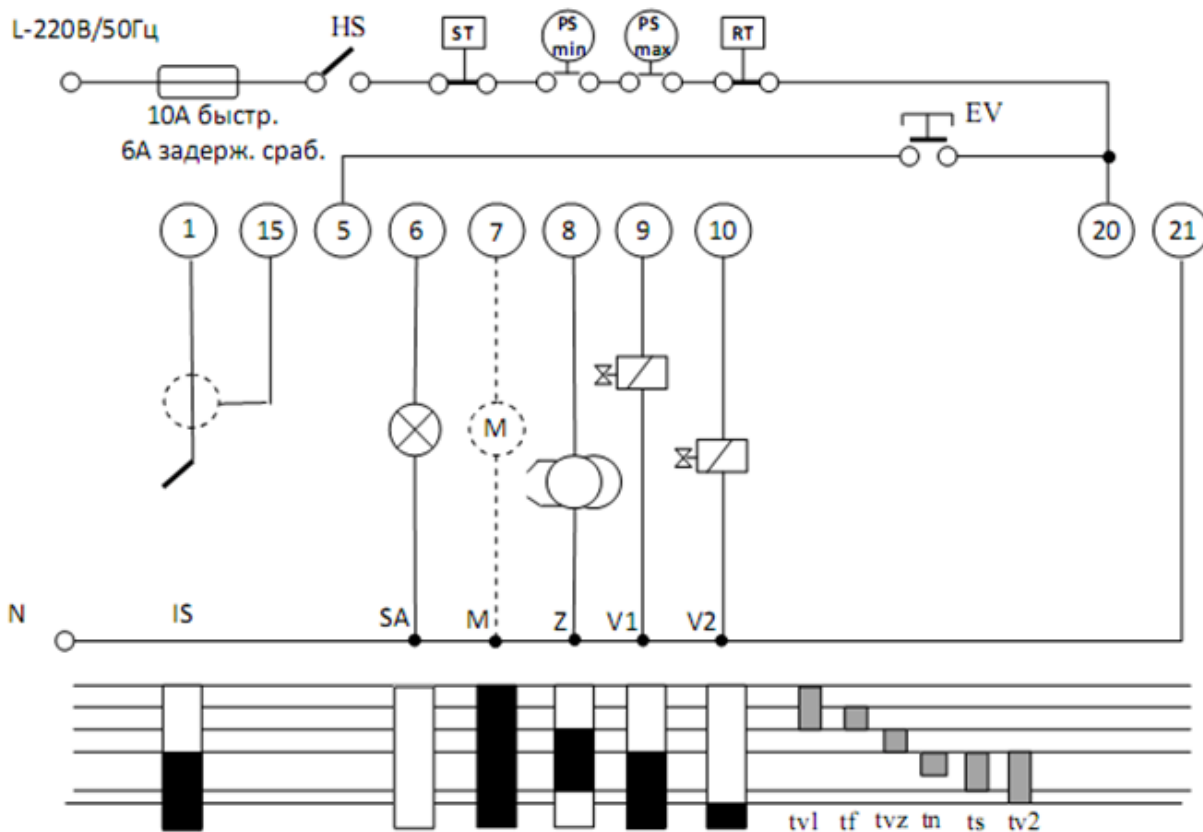 L-220В/50Гц
HS
ST
PS
min
PS
max
RT
10А быстр.
6А задерж. сраб.
EV
1
15
5
6
7
8
9
10
20
21
M
N
IS
SA
M
Z
V1
V2
tv1
tf
tvz
tn
ts
tv2